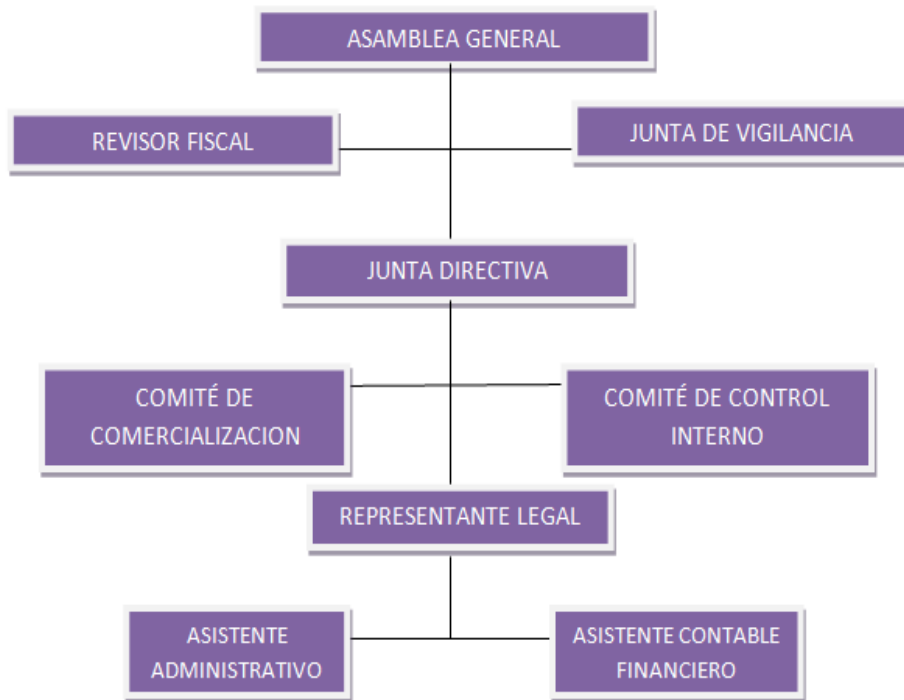 ASAMBLEA GENERAL
REVISOR FISCAL
JUNTA DE VIGILANCIA
JUNTA DIRECTIVA
COMITÉ DE
COMERCIALIZACION
COMITÉ DE CONTROL
INTERNO
REPRESENTANTE LEGAL
ASISTENTE
ADMINISTRATIVO
ASISTENTE CONTABLE
FINANCIERO